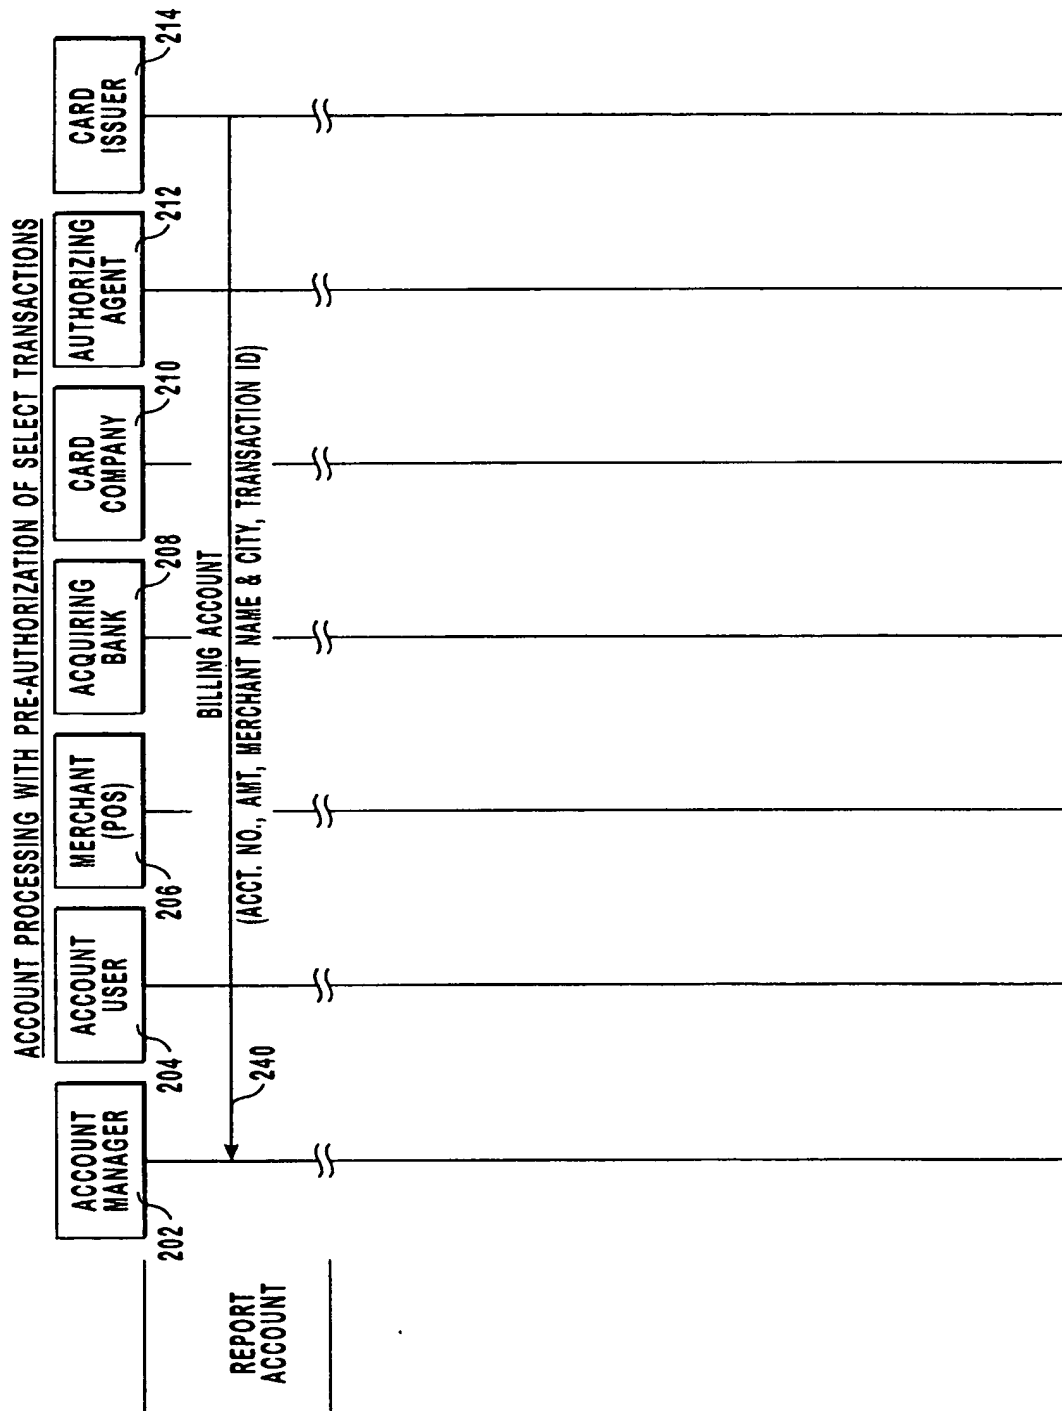 ACCOUNT PROCESSING WITH PRE-AUTHORIZATION OF SELECT TRANSACTIONS
ACCOUNT
MANAGER
202
ACCOUNT
USER
204
MERCHANT
(POS)
206
ACQUIRING
BANK
208
CARD
COMPANY
210
AUTHORIZING
AGENT
212
CARD
ISSUER
214
REPORT
ACCOUNT
BILLING ACCOUNT
(ACCT. NO., AMT, MERCHANT NAME & CITY, TRANSACTION ID)
240